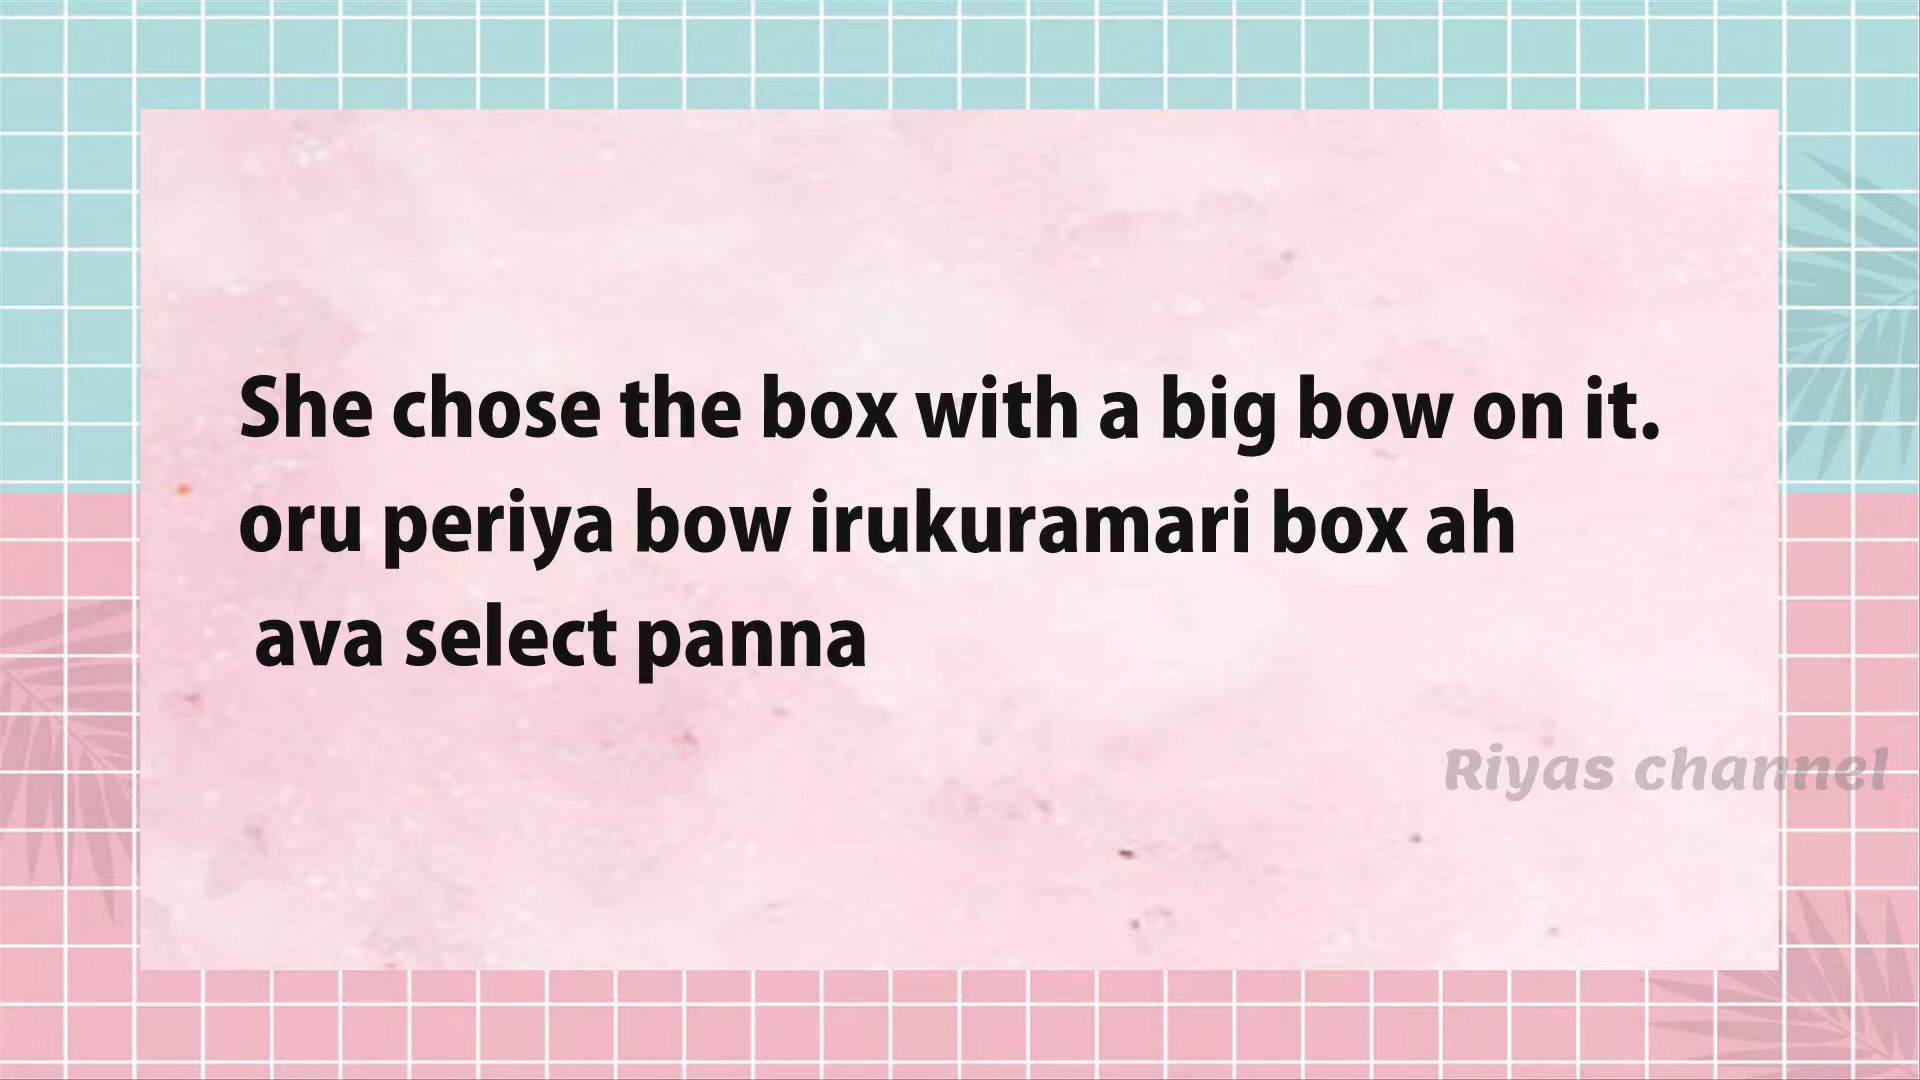 She chose the box with a big bow on it.
oru periya bow irukuramari box ah
ava select panna
Riyas channel